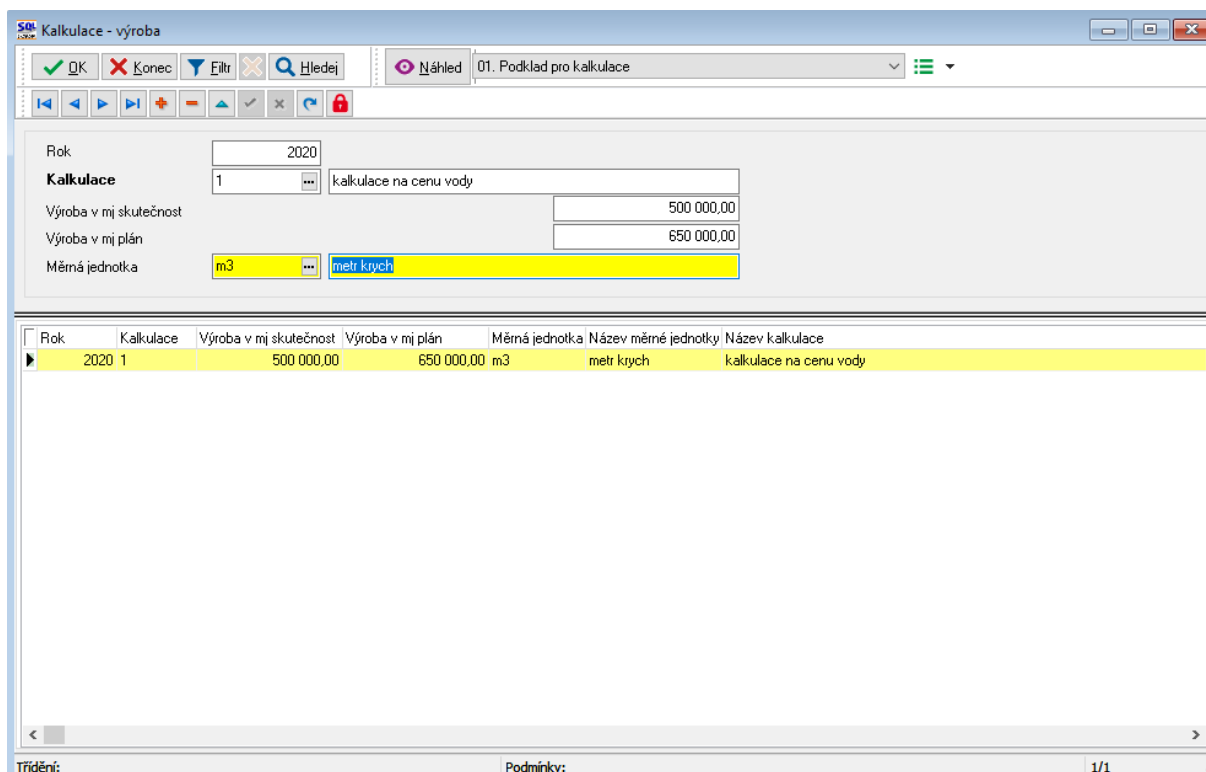 Kalkulace - výroba
OK Konec Filtr Hledej Náhled 01. Podklad pro kalkulace
Rok 2020
Kalkulace 1 ... kalkulace na cenu vody
Výroba v mj skutečnost 500 000,00
Výroba v mj plán 650 000,00
Měrná jednotka m3 ... metr krych
Rok Kalkulace Výroba v mj skutečnost Výroba v mj plán Měrná jednotka Název měrné jednotky Název kalkulace
2020 1 500 000,00 650 000,00 m3 metr krych kalkulace na cenu vody
Třídění: Podmínky: 1/1